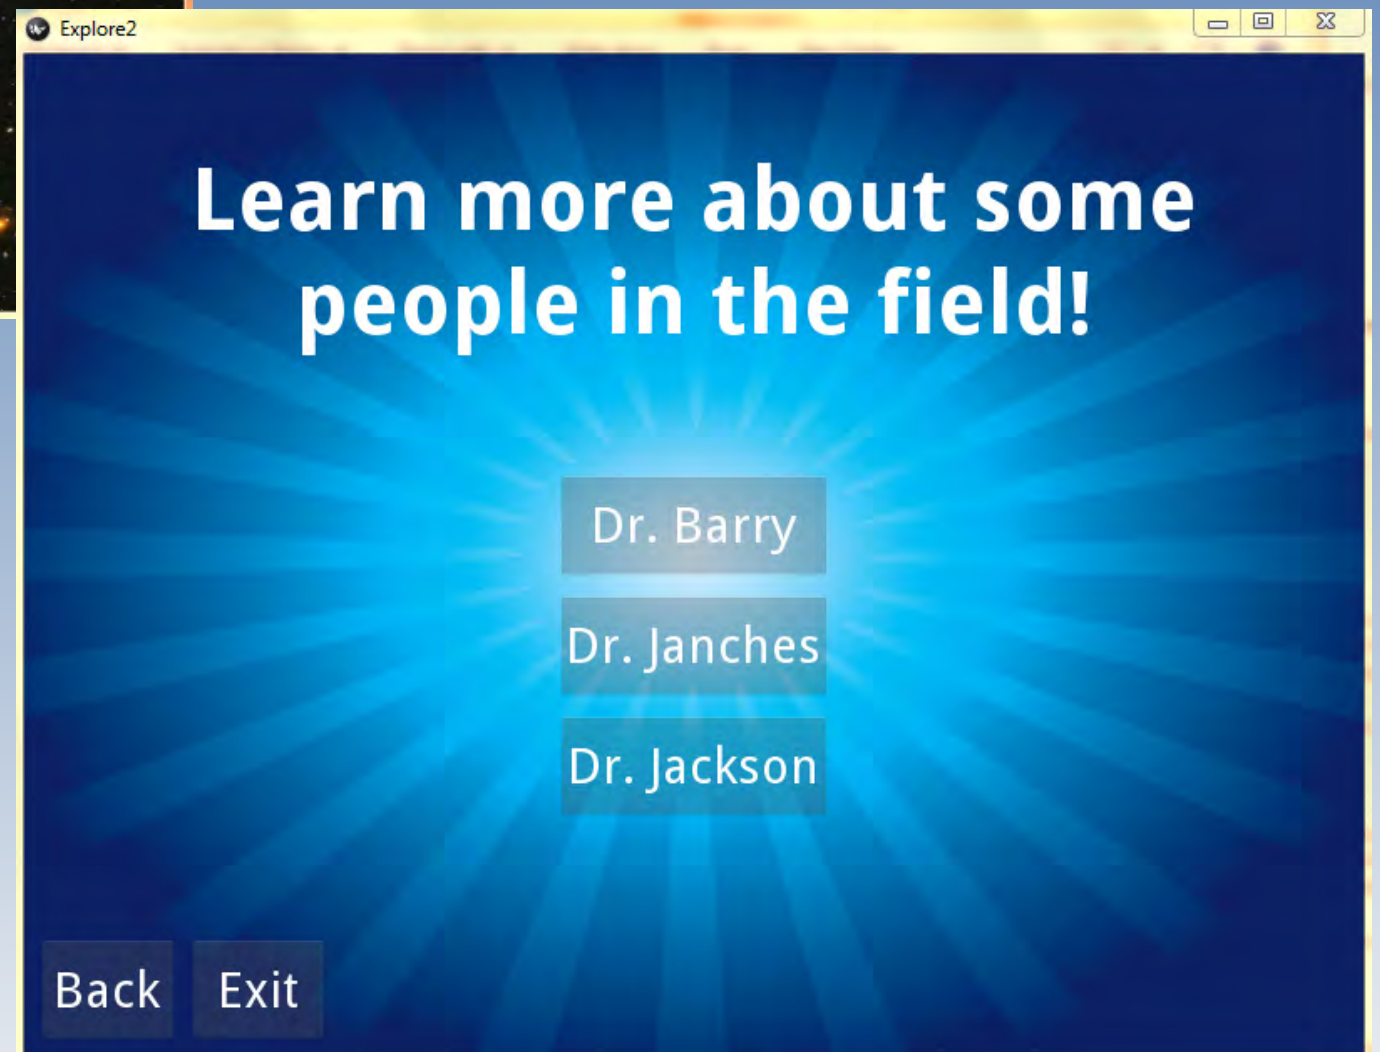 Explore2
Learn more about some
people in the field!
Dr. Barry
Dr. Janches
Dr. Jackson
Back Exit